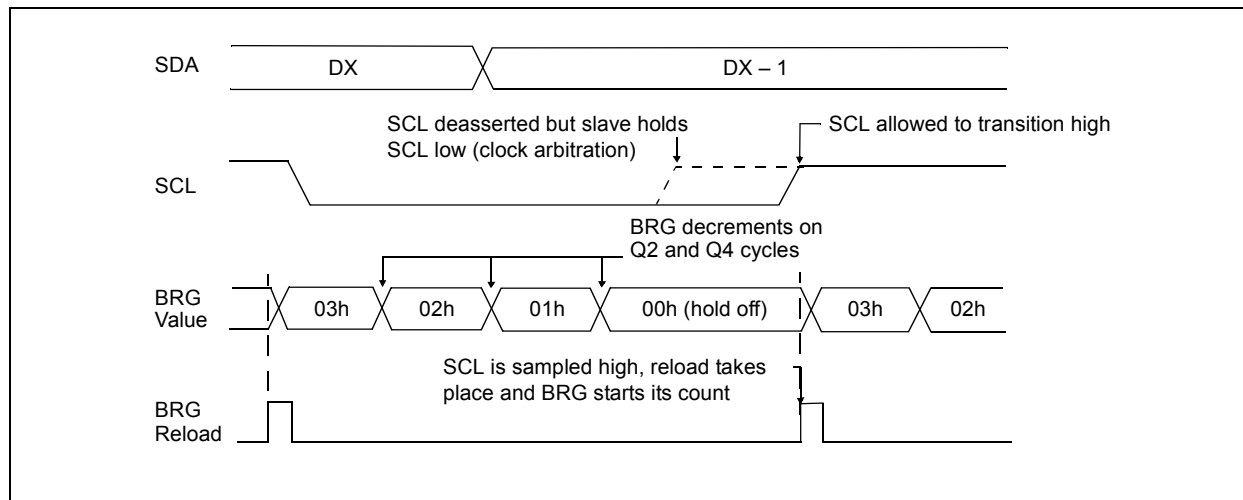 SDA
DX
DX – 1
SCL deasserted but slave holds
SCL low (clock arbitration)
SCL allowed to transition high
SCL
BRG decrements on
Q2 and Q4 cycles
BRG
Value
03h
02h
01h
00h (hold off)
03h
02h
SCL is sampled high, reload takes
place and BRG starts its count
BRG
Reload